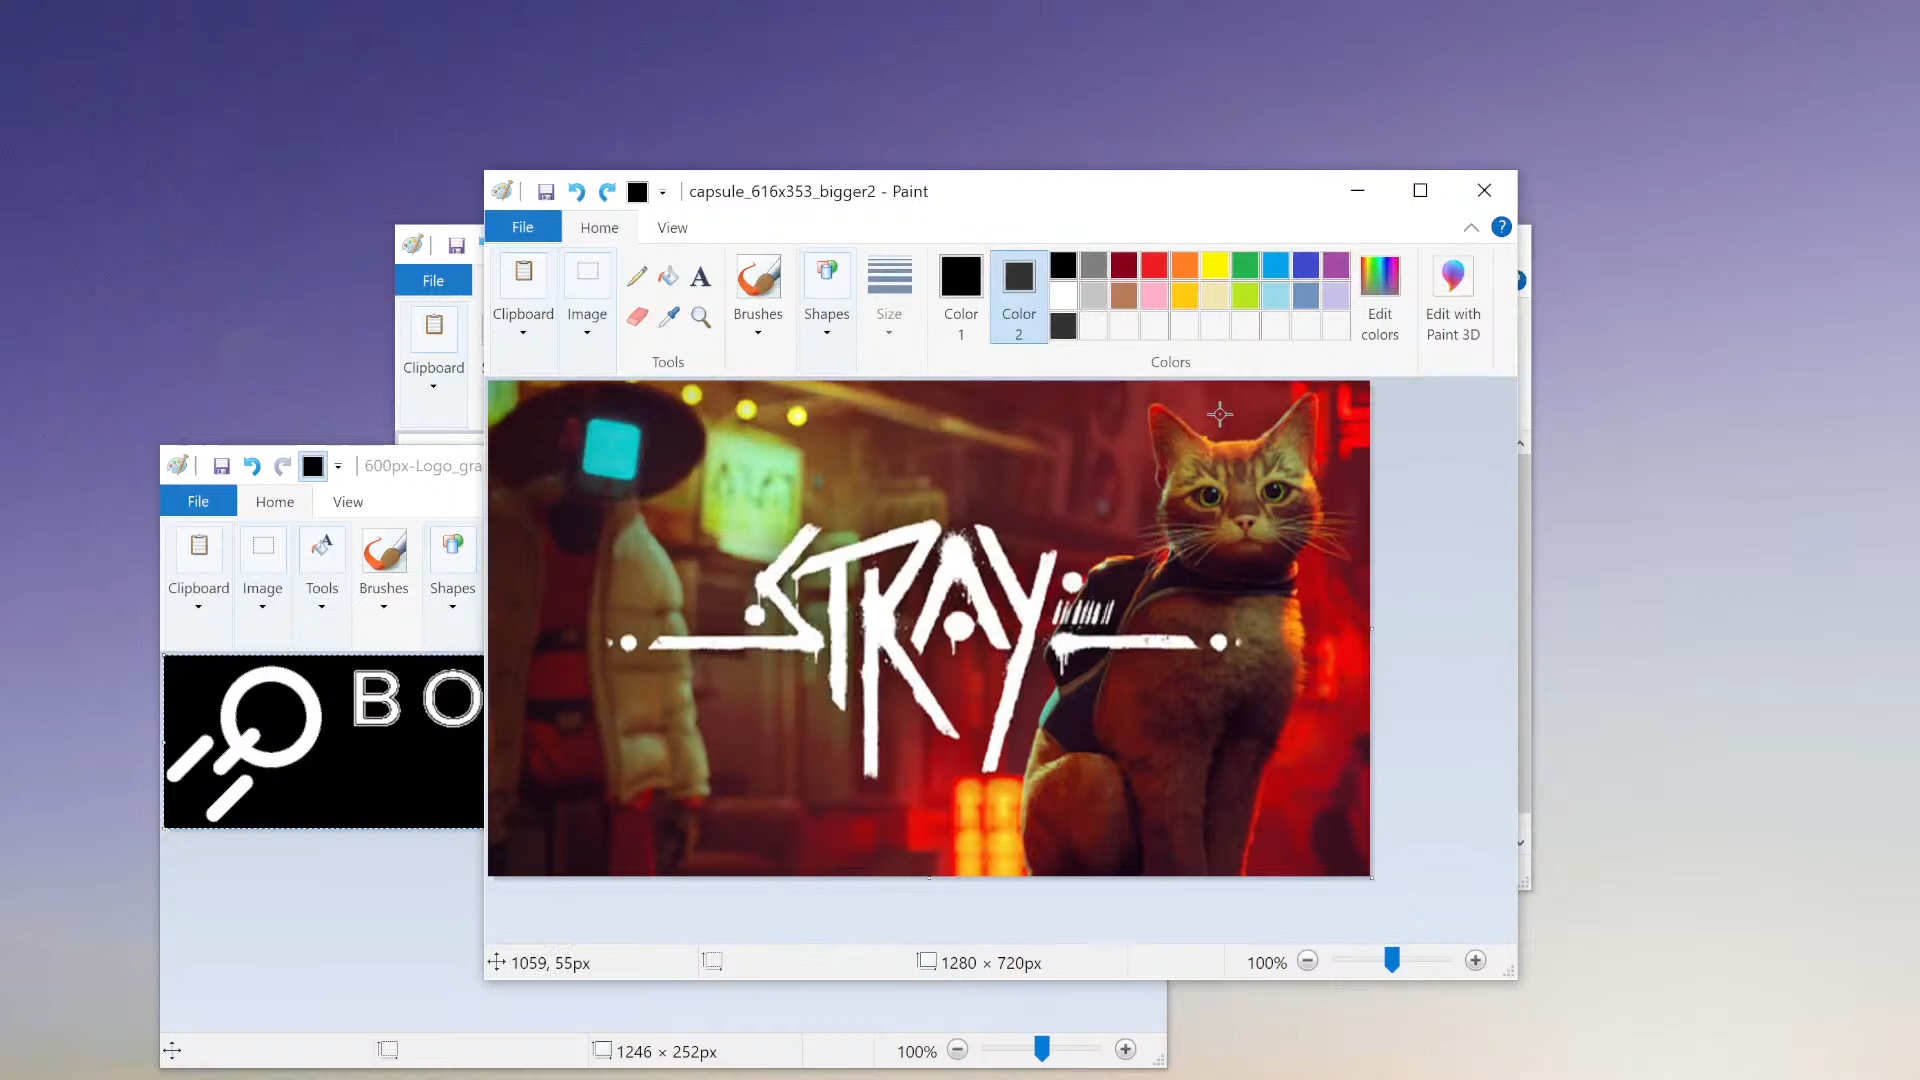 capsule_616x353_bigger2 - Paint
File
Home
View
Clipboard
Image
Tools
Brushes
Shapes
Size
Color
1
Color
2
Colors
Edit
colors
Edit with
Paint 3D
STRAY
1059, 55px
1280 × 720px
100%
File
Clipboard
600px-Logo_gra
File
Home
View
Clipboard
Image
Tools
Brushes
Shapes
BO
1246 × 252px
100%